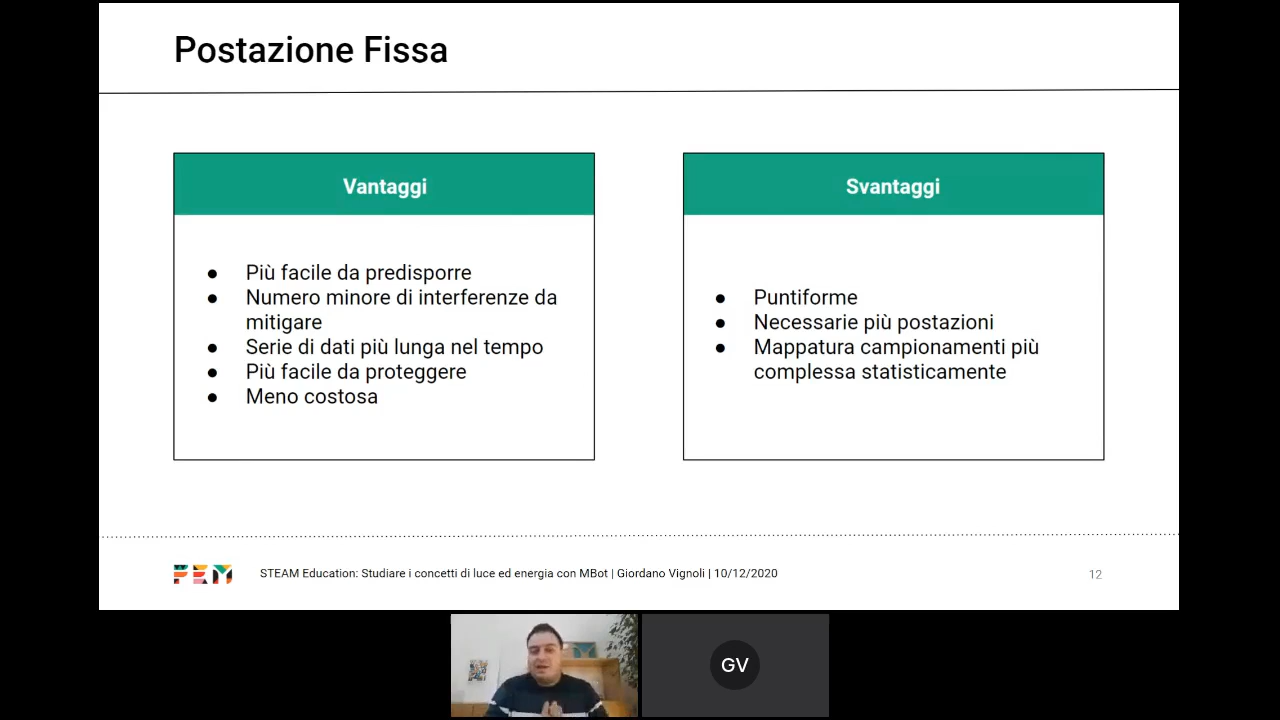 Postazione Fissa
Vantaggi
● Più facile da predisporre
● Numero minore di interferenze da
mitigare
● Serie di dati più lunga nel tempo
● Più facile da proteggere
● Meno costosa
Svantaggi
● Puntiforme
● Necessarie più postazioni
● Mappatura campionamenti più
complessa statisticamente
FEM
STEAM Education: Studiare i concetti di luce ed energia con MBot | Giordano Vignoli | 10/12/2020
12
GV